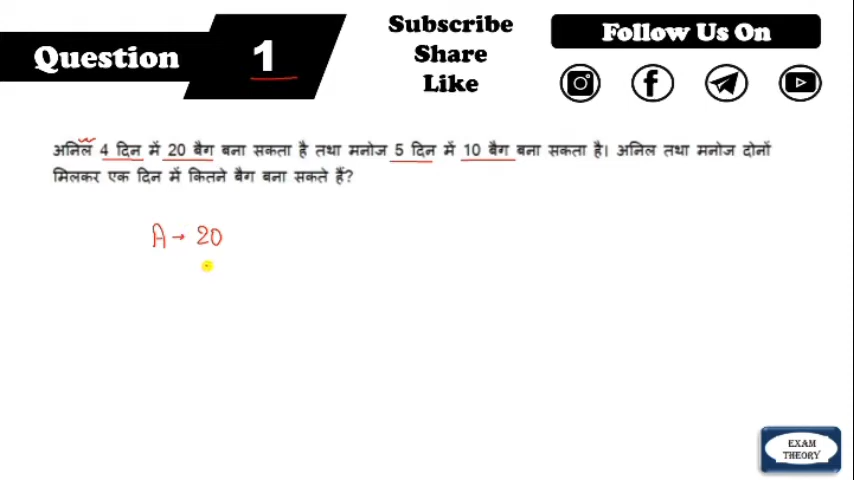 Question 1
Subscribe
Share
Like
Follow Us On
अनिल 4 दिन में 20 बैग बना सकता है तथा मनोज 5 दिन में 10 बैग बना सकता है। अनिल तथा मनोज दोनों
मिलकर एक दिन में कितने बैग बना सकते हैं?
A → 20
EXAM
THEORY